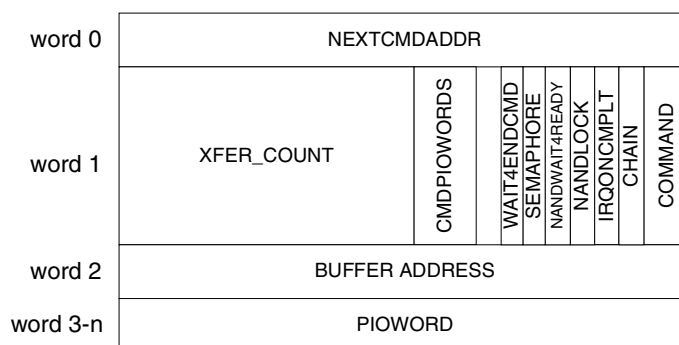 word 0
NEXTCMDADDR
word 1
XFER_COUNT
CMDPIOWORDS
WAIT4ENDCMD
SEMAPHORE
NANDWAIT4READY
NANDLOCK
IRQONCMPLT
CHAIN
COMMAND
word 2
BUFFER ADDRESS
word 3-n
PIOWORD